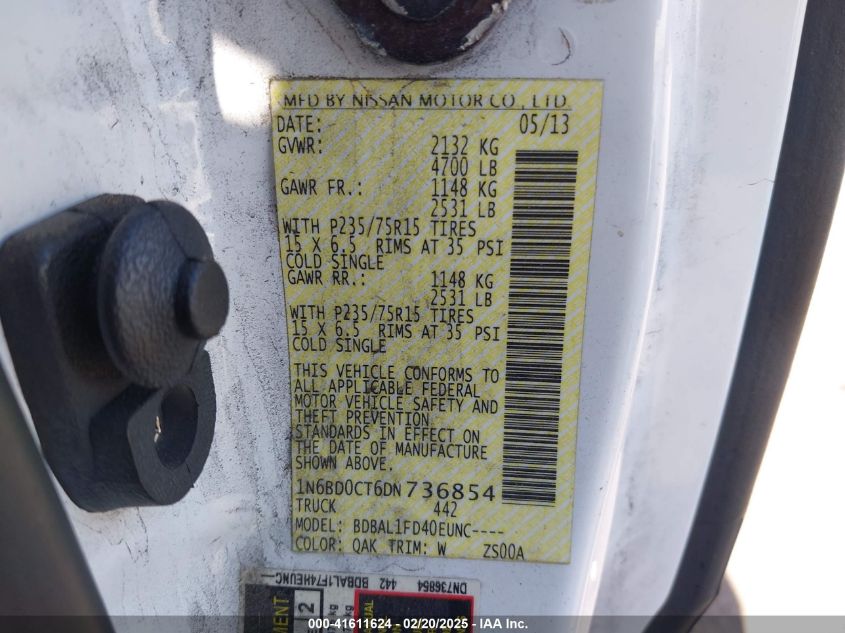 MFD BY NISSAN MOTOR CO., LTD.
DATE: 05/13
GVWR: 2132 KG
4700 LB
GAWR FR.: 1148 KG
2531 LB
WITH P235/75R15 TIRES
15 X 6.5 RIMS AT 35 PSI
COLD SINGLE
GAWR RR.: 1148 KG
2531 LB
WITH P235/75R15 TIRES
15 X 6.5 RIMS AT 35 PSI
COLD SINGLE
THIS VEHICLE CONFORMS TO
ALL APPLICABLE FEDERAL
MOTOR VEHICLE SAFETY AND
THEFT PREVENTION
STANDARDS IN EFFECT ON
THE DATE OF MANUFACTURE
SHOWN ABOVE.
1N6BD0CT6DN736854
TRUCK 442
MODEL: BDBAL1FD40EUNC----
COLOR: QAK TRIM: W ZS00A
DN736854 442 BDBAL1F74HEUNC
2
000-41611624 - 02/20/2025 - IAA, Inc.